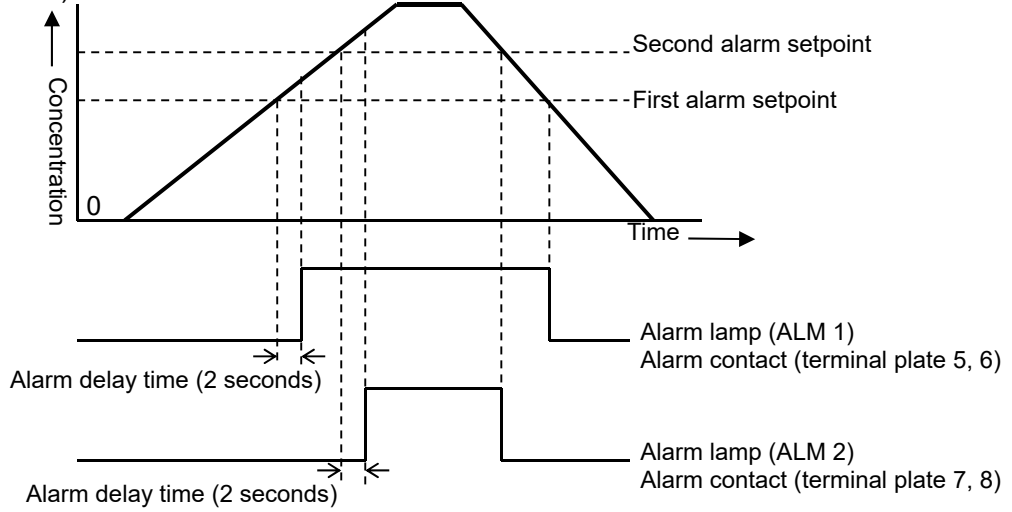 Second alarm setpoint
First alarm setpoint
Concentration
0
Time
Alarm lamp (ALM 1)
Alarm contact (terminal plate 5, 6)
Alarm delay time (2 seconds)
Alarm lamp (ALM 2)
Alarm contact (terminal plate 7, 8)
Alarm delay time (2 seconds)